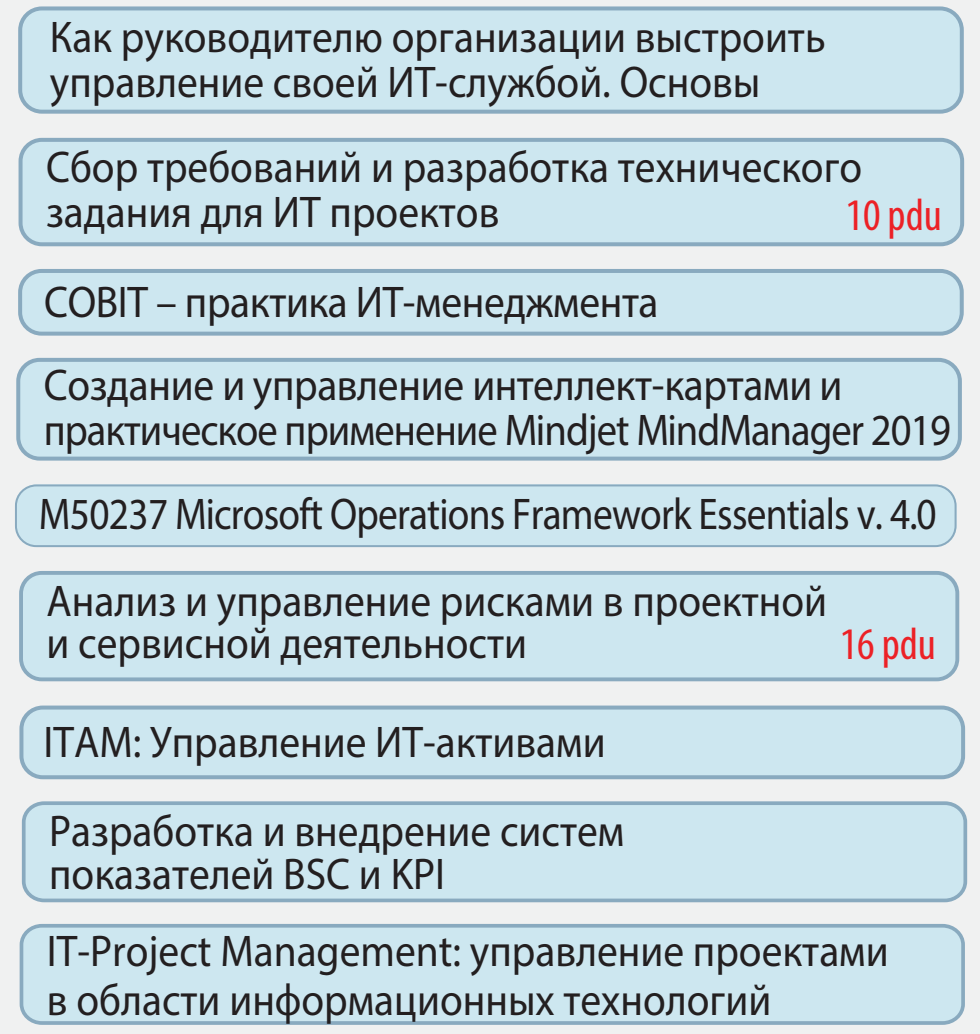 Как руководителю организации выстроить
управление своей ИТ-службой. Основы
Сбор требований и разработка технического
задания для ИТ проектов 10 pdu
COBIT – практика ИТ-менеджмента
Создание и управление интеллект-картами и
практическое применение Mindjet MindManager 2019
M50237 Microsoft Operations Framework Essentials v. 4.0
Анализ и управление рисками в проектной
и сервисной деятельности 16 pdu
ITAM: Управление ИТ-активами
Разработка и внедрение систем
показателей BSC и KPI
IT-Project Management: управление проектами
в области информационных технологий